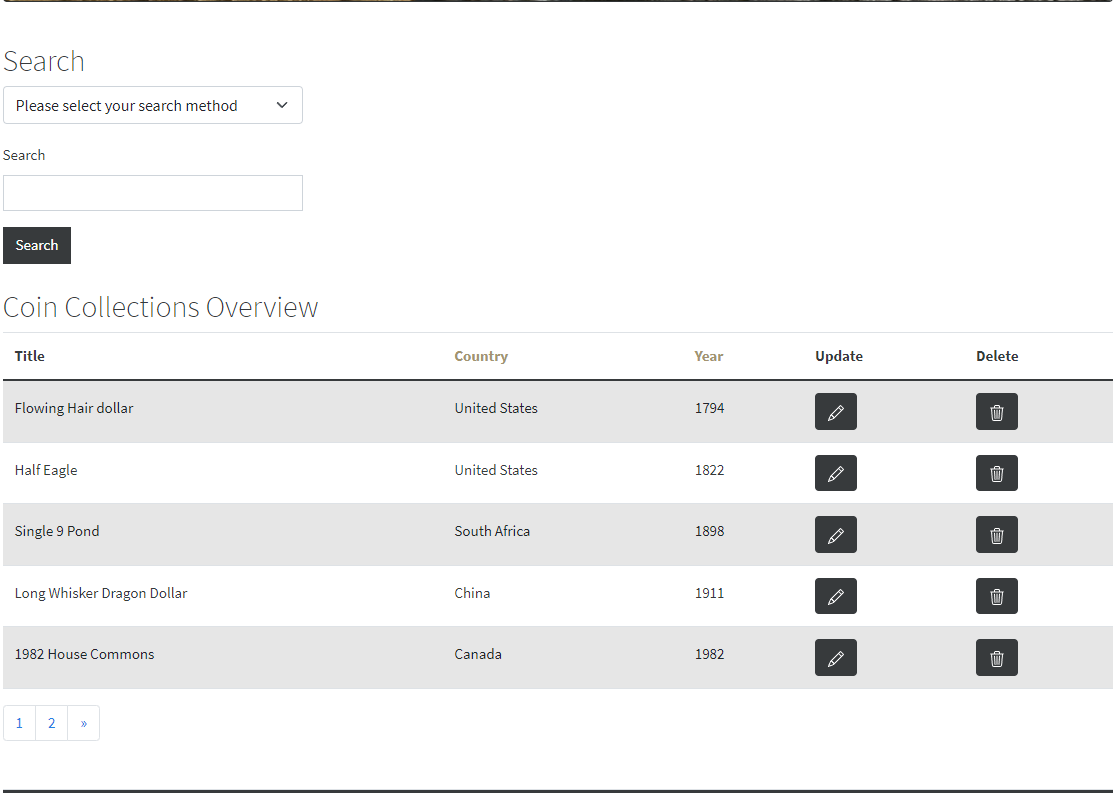 Search
Please select your search method
Search
Search
Coin Collections Overview
Title Country Year Update Delete
Flowing Hair dollar United States 1794
Half Eagle United States 1822
Single 9 Pond South Africa 1898
Long Whisker Dragon Dollar China 1911
1982 House Commons Canada 1982
1 2 »